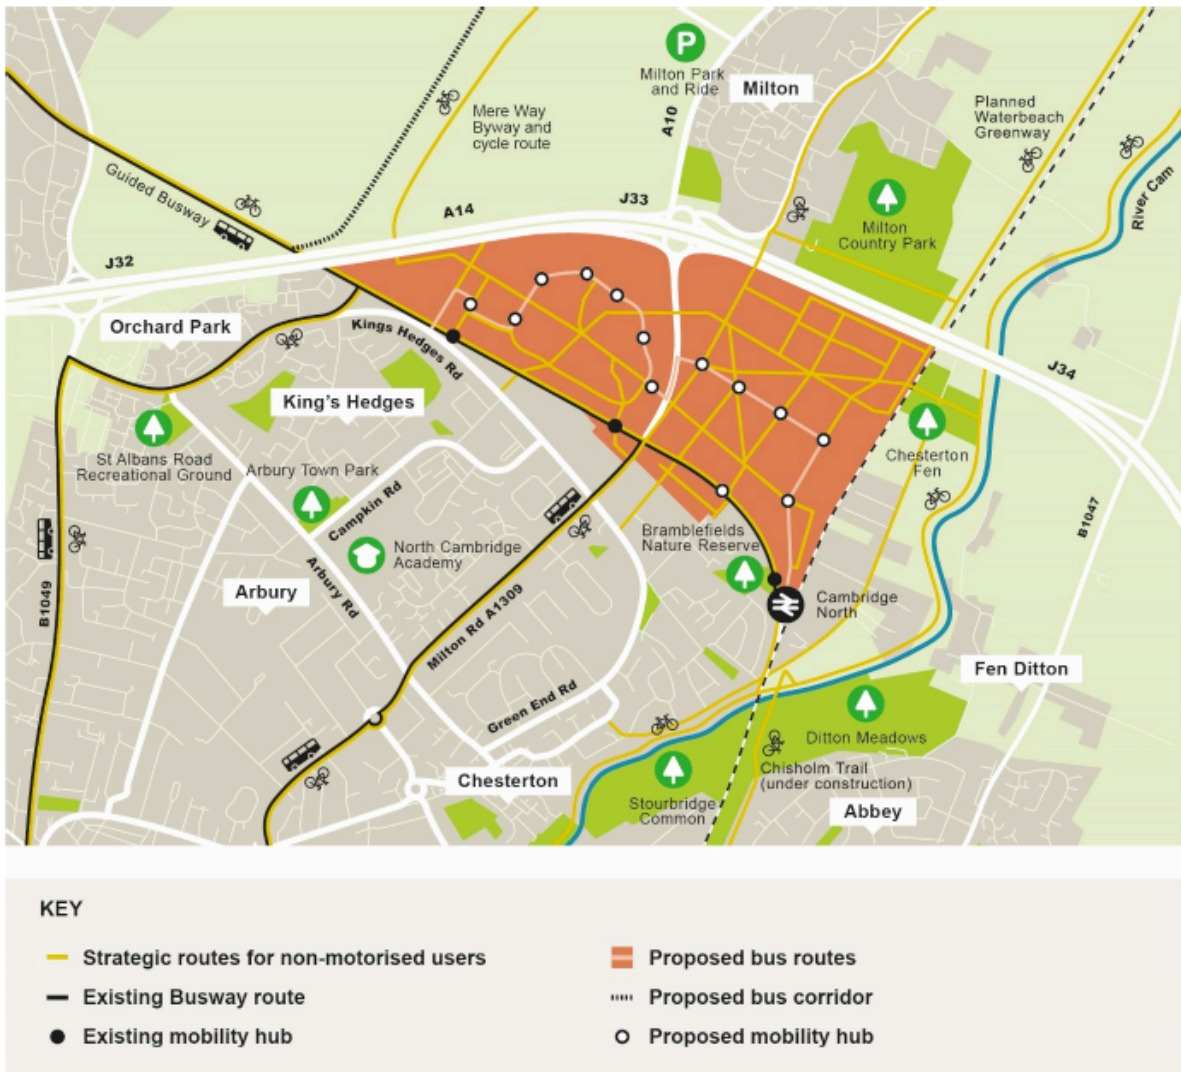 P
Milton Park
and Ride
Milton
A10
Mere Way
Byway and
cycle route
Planned
Waterbeach
Greenway
River Cam
Guided Busway
A14
J33
J32
Milton
Country Park
Orchard Park
Kings Hedges Rd
J34
King's Hedges
St Albans Road
Recreational Ground
Arbury Town Park
Chesterton
Fen
Campkin Rd
B1047
Bramblefields
Nature Reserve
North Cambridge
Academy
Arbury Rd
Arbury
B1049
Milton Rd A1309
Cambridge
North
Fen Ditton
Green End Rd
Ditton Meadows
Chesterton
Chisholm Trail
(under construction)
Stourbridge
Common
Abbey
KEY
Strategic routes for non-motorised users
Existing Busway route
Existing mobility hub
Proposed bus routes
Proposed bus corridor
Proposed mobility hub